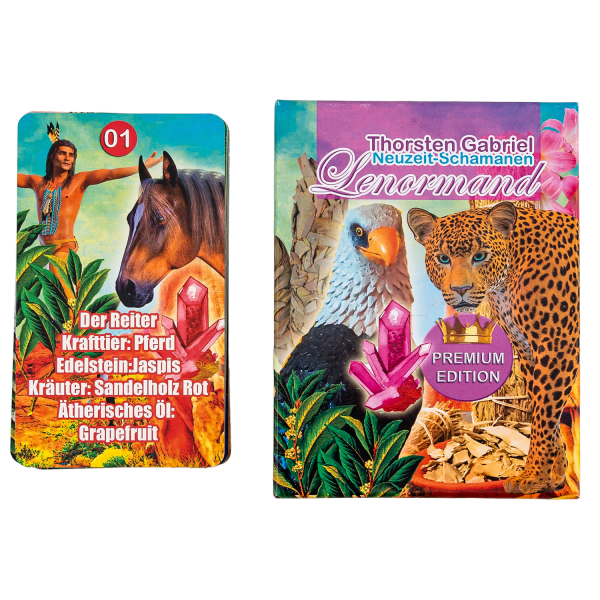 01
Der Reiter
Krafttier: Pferd
Edelstein:Jaspis
Kräuter: Sandelholz Rot
Ätherisches Öl:
Grapefruit
Thorsten Gabriel
Neuzeit-Schamanen
Lenormand
PREMIUM
EDITION